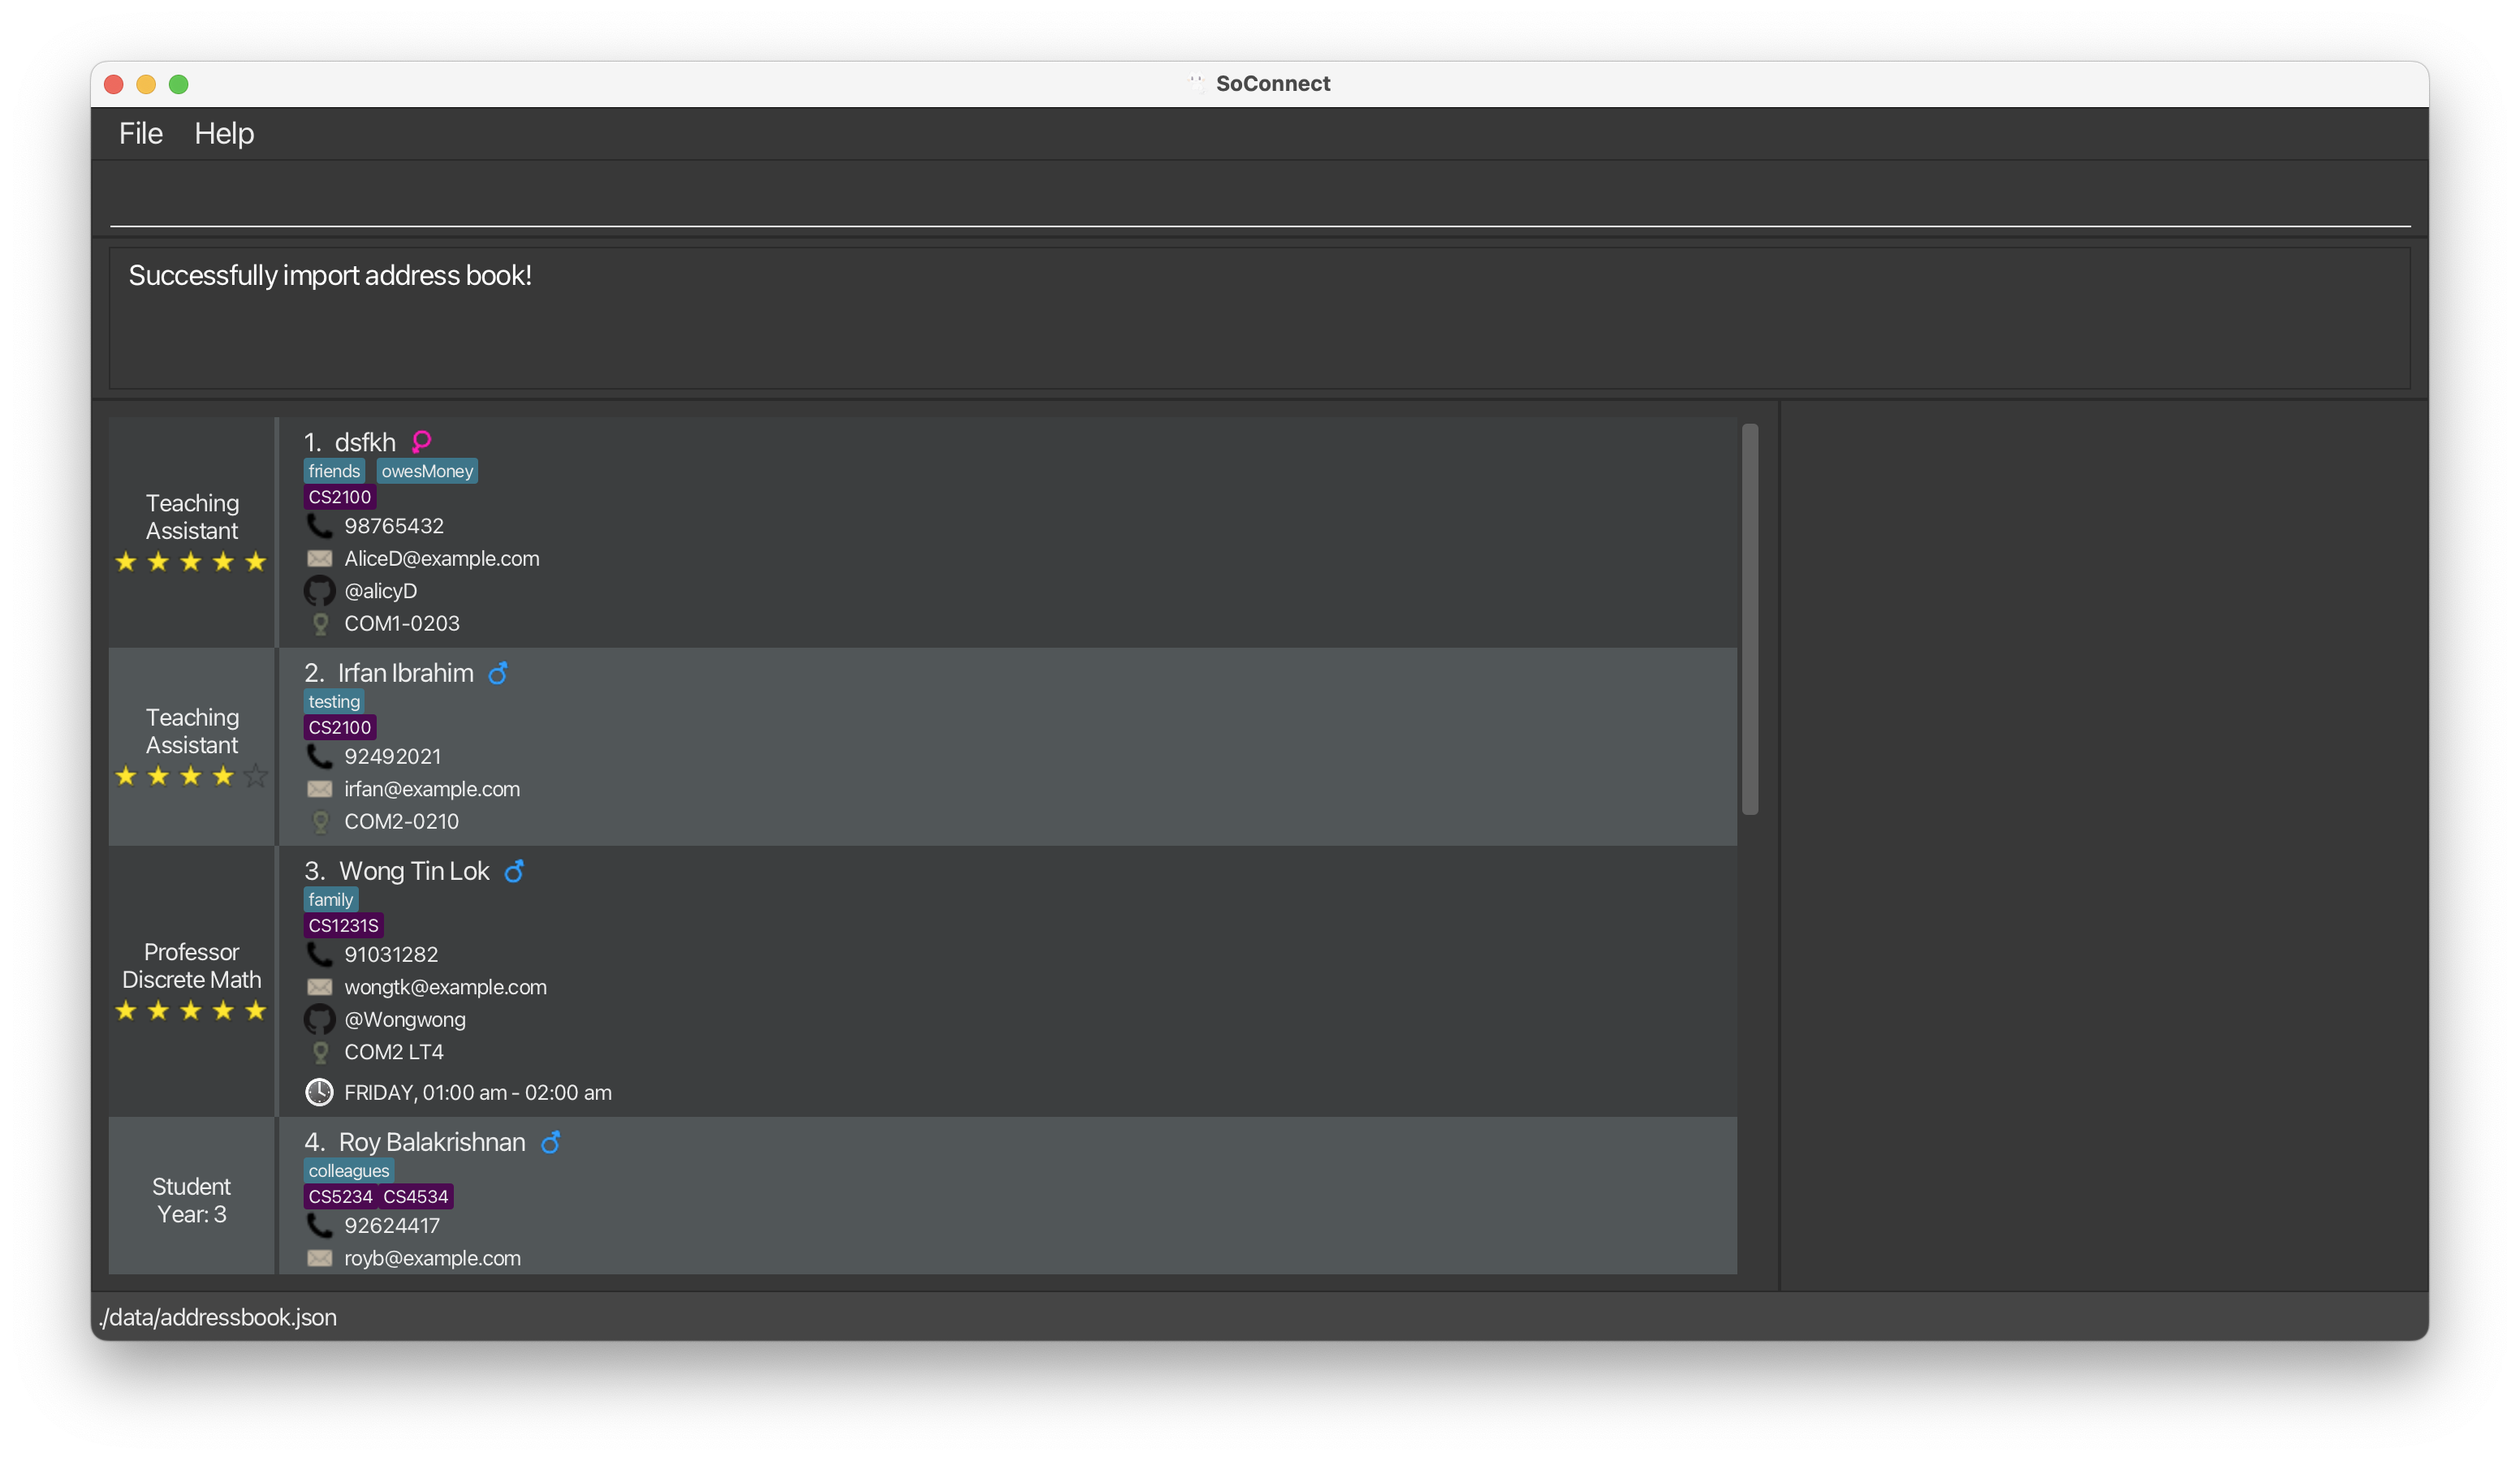 SoConnect
File Help
Successfully import address book!
Teaching
Assistant
1. dsfkh
friends owesMoney
CS2100
98765432
AliceD@example.com
@alicyD
COM1-0203
Teaching
Assistant
2. Irfan Ibrahim
testing
CS2100
92492021
irfan@example.com
COM2-0210
Professor
Discrete Math
3. Wong Tin Lok
family
CS1231S
91031282
wongtk@example.com
@Wongwong
COM2 LT4
FRIDAY, 01:00 am - 02:00 am
Student
Year: 3
4. Roy Balakrishnan
colleagues
CS5234 CS4534
92624417
royb@example.com
./data/addressbook.json